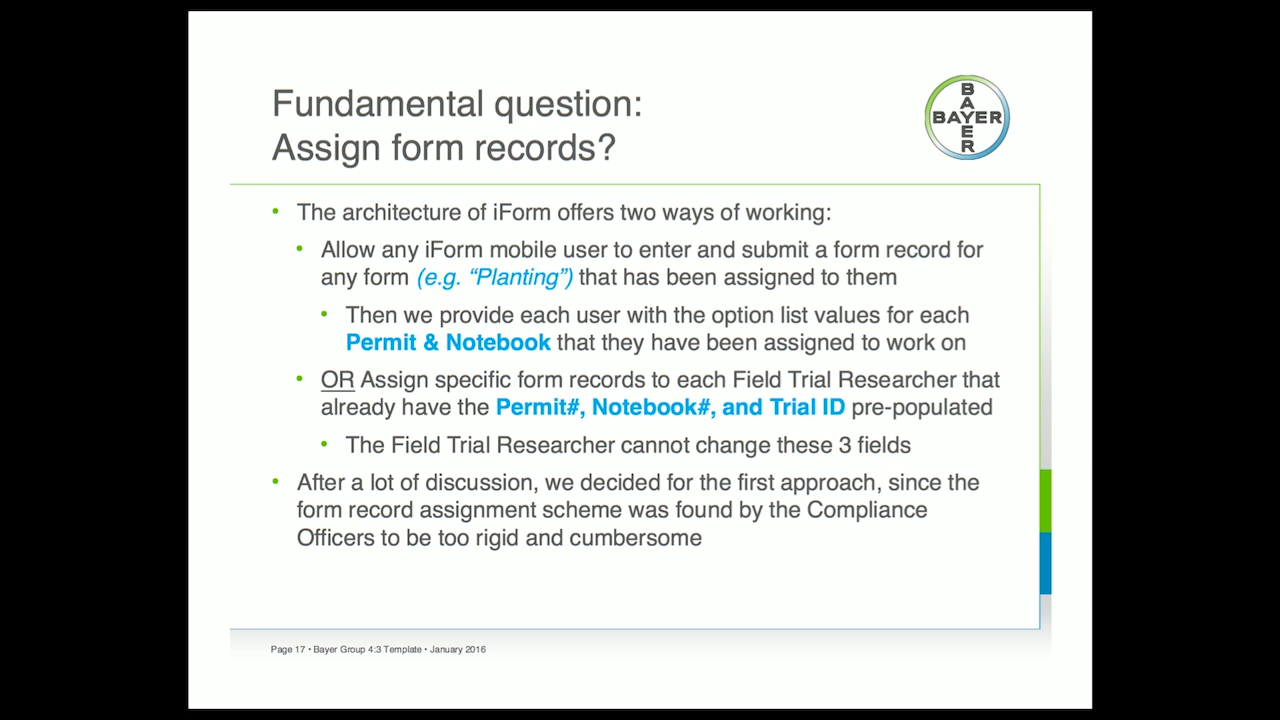 Fundamental question:
Assign form records?
BAYER
BAYER
• The architecture of iForm offers two ways of working:
• Allow any iForm mobile user to enter and submit a form record for
any form (e.g. “Planting”) that has been assigned to them
• Then we provide each user with the option list values for each
Permit & Notebook that they have been assigned to work on
• OR Assign specific form records to each Field Trial Researcher that
already have the Permit#, Notebook#, and Trial ID pre-populated
• The Field Trial Researcher cannot change these 3 fields
• After a lot of discussion, we decided for the first approach, since the
form record assignment scheme was found by the Compliance
Officers to be too rigid and cumbersome
Page 17 • Bayer Group 4:3 Template • January 2016